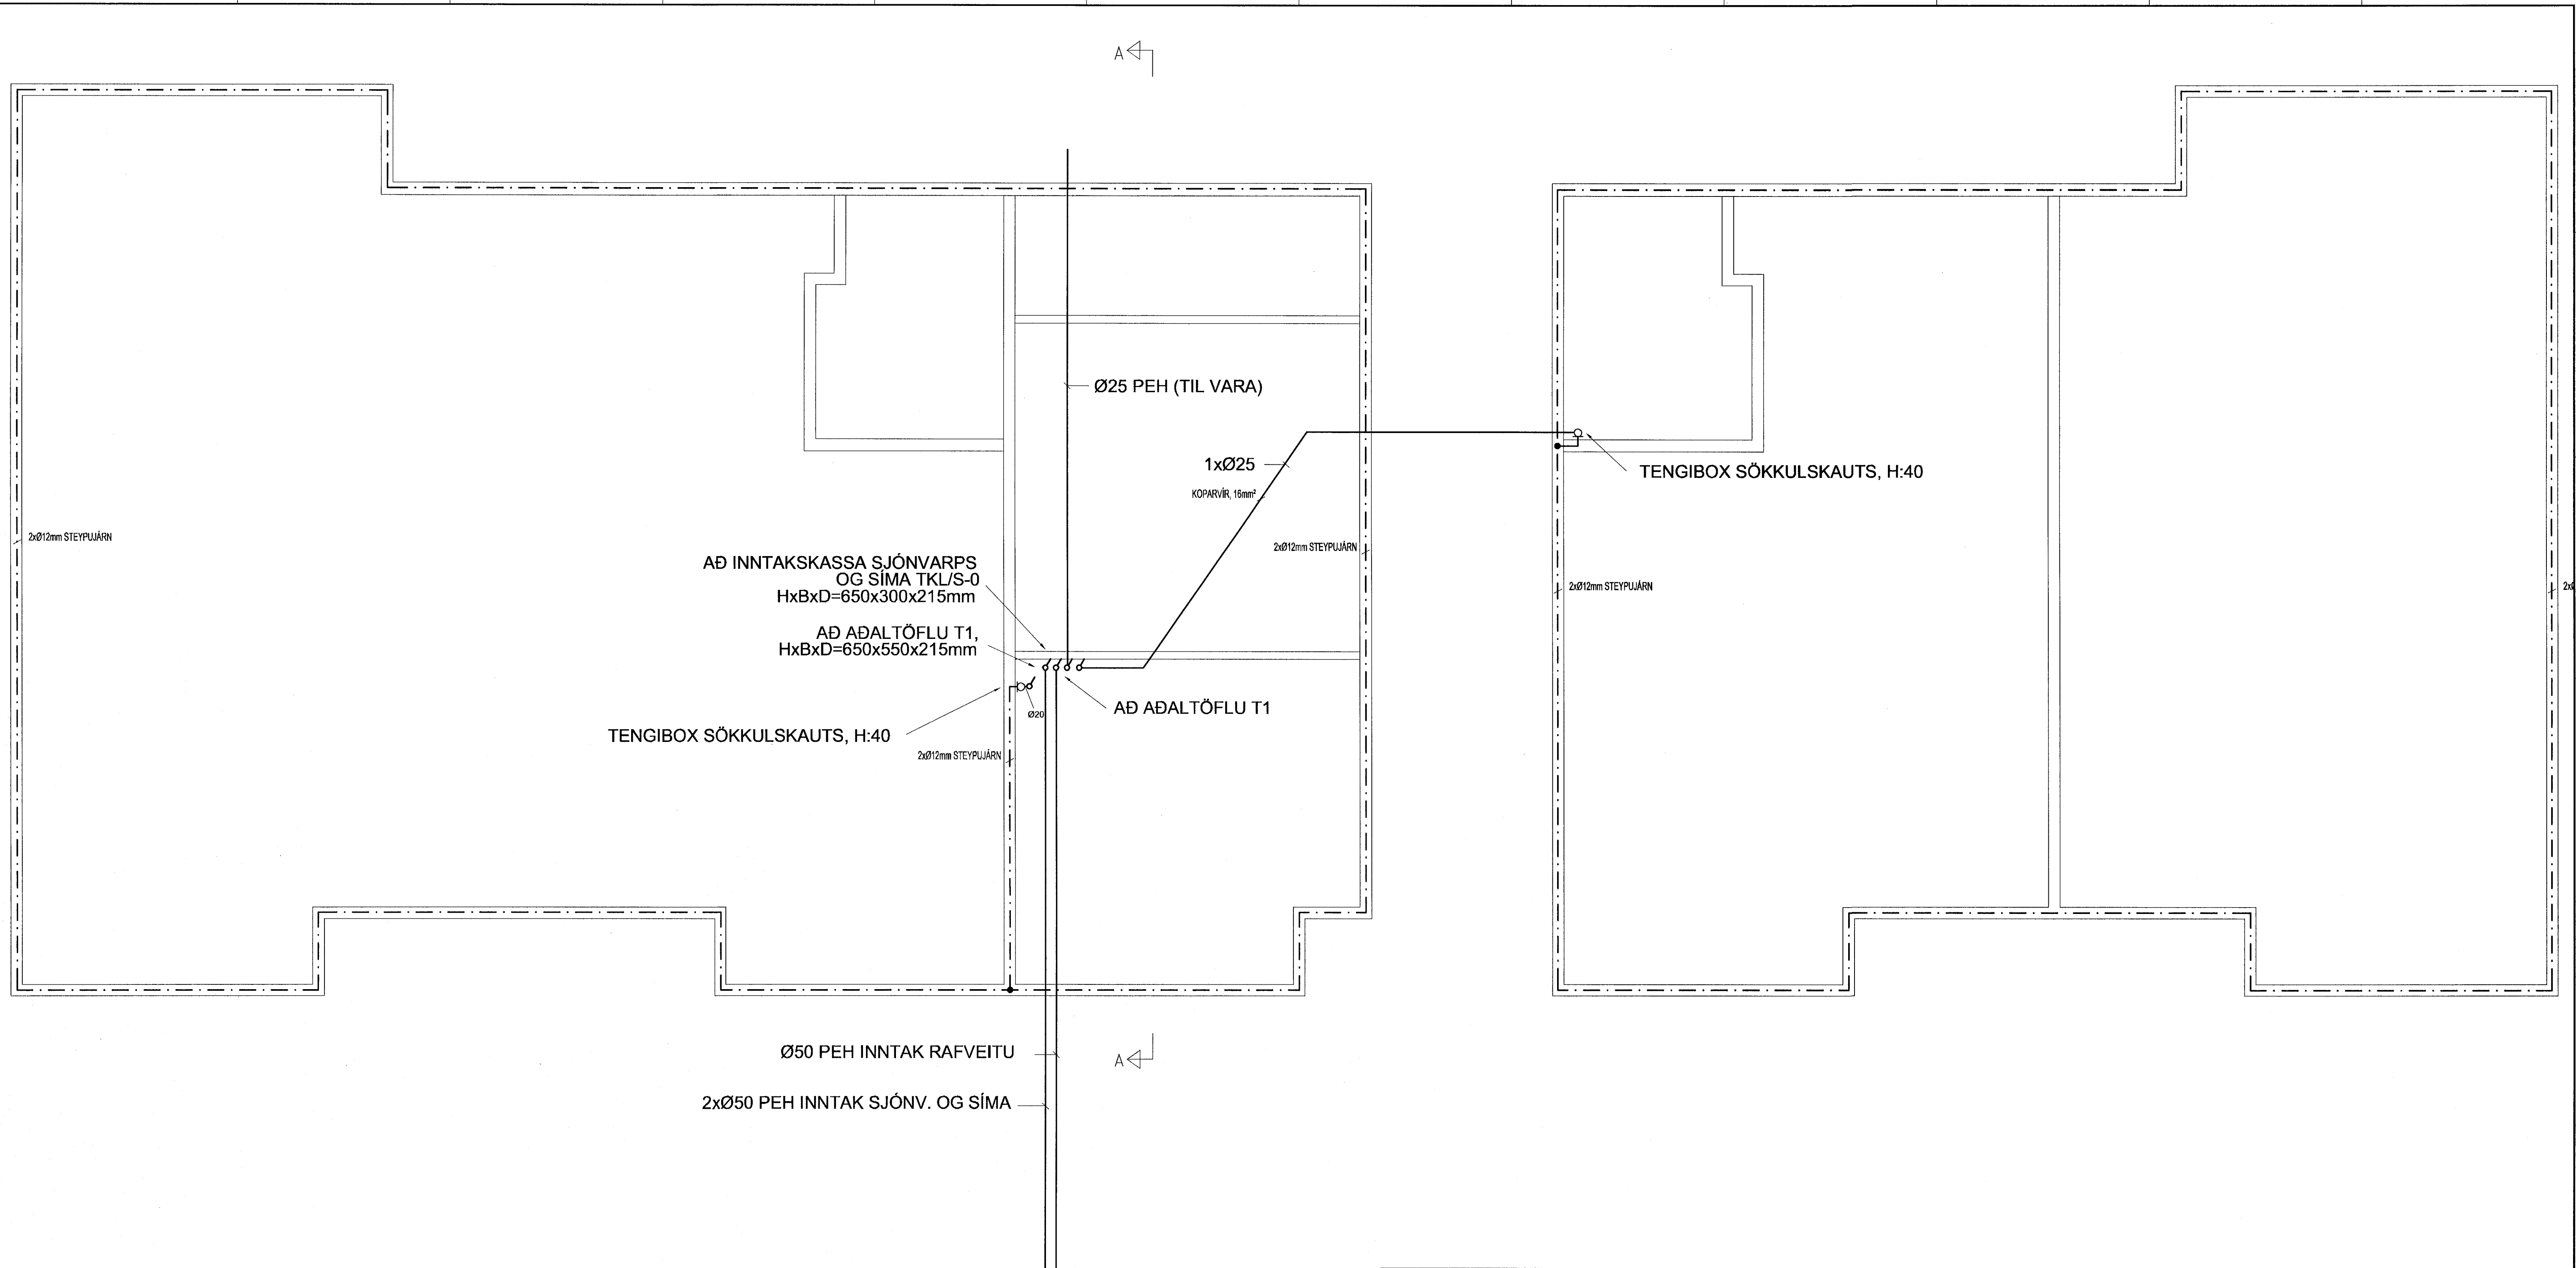 A
Ø25 PEH (TIL VARA)
1xØ25
KOPARVÍR, 16mm²
TENGIBOX SÖKKULSKAUTS, H:40
2xØ12mm STEYPUJÁRN
2xØ12mm STEYPUJÁRN
2xØ12mm STEYPUJÁRN
AÐ INNTAKSKASSA SJÓNVARPS
OG SÍMA TKL/S-0
HxBxD=650x300x215mm
AÐ AÐALTÖFLU T1,
HxBxD=650x550x215mm
AÐ AÐALTÖFLU T1
Ø20
TENGIBOX SÖKKULSKAUTS, H:40
2xØ12mm STEYPUJÁRN
Ø50 PEH INNTAK RAFVEITU
A
2xØ50 PEH INNTAK SJÓNV. OG SÍMA